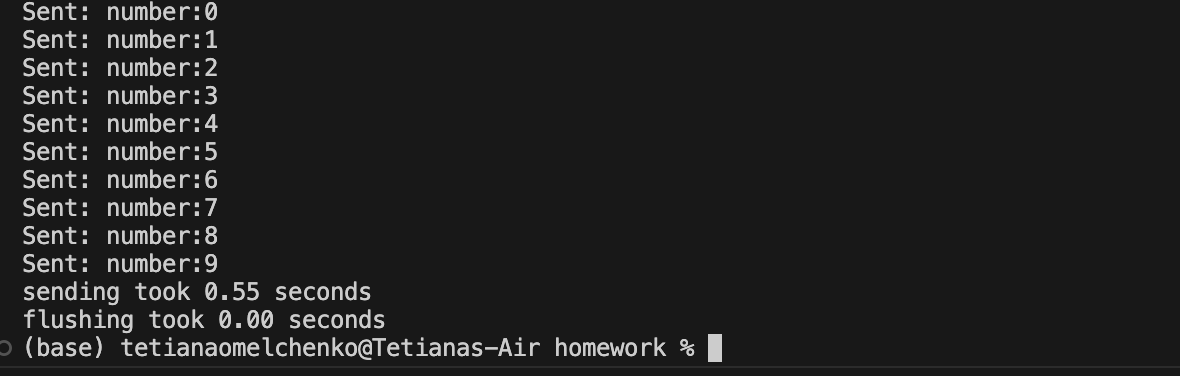 Sent: number:0
Sent: number:1
Sent: number:2
Sent: number:3
Sent: number:4
Sent: number:5
Sent: number:6
Sent: number:7
Sent: number:8
Sent: number:9
sending took 0.55 seconds
flushing took 0.00 seconds
(base) tetianaomelchenko@Tetianas-Air homework %